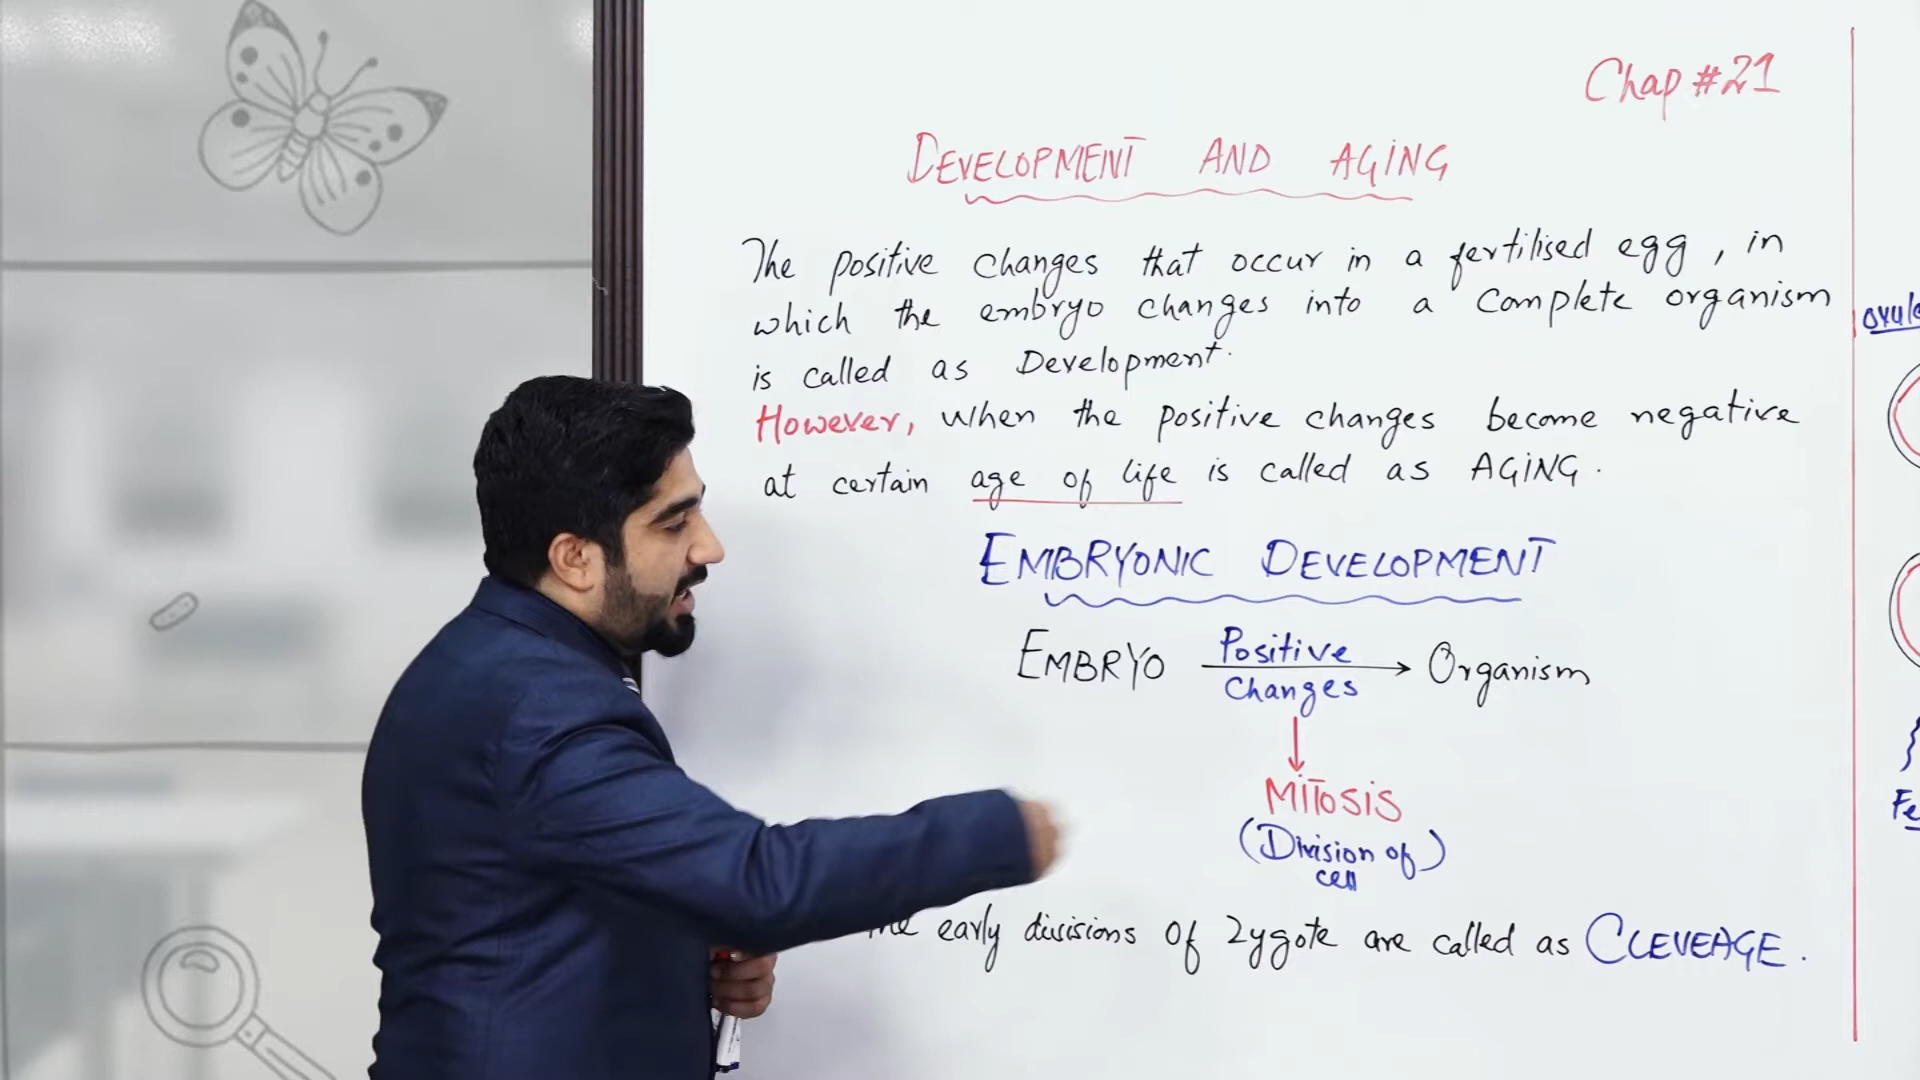 Chap #21
DEVELOPMENT AND AGING
The positive changes that occur in a fertilised egg, in
which the embryo changes into a complete organism
is called as Development.
However, when the positive changes become negative
at certain age of life is called as AGING.
EMBRYONIC DEVELOPMENT
EMBRYO Positive Changes → Organism
MITOSIS
(Division of
cell)
The early divisions of Zygote are called as CLEVEAGE.